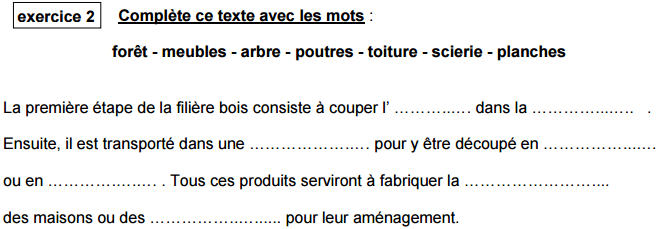 exercice 2 Complète ce texte avec les mots :
forêt - meubles - arbre - poutres - toiture - scierie - planches
La première étape de la filière bois consiste à couper l' ………..…. dans la …………...….. .
Ensuite, il est transporté dans une ………………..…. pour y être découpé en ……………...….
ou en ………….…..…. . Tous ces produits serviront à fabriquer la ……………………....
des maisons ou des ……………..…...... pour leur aménagement.